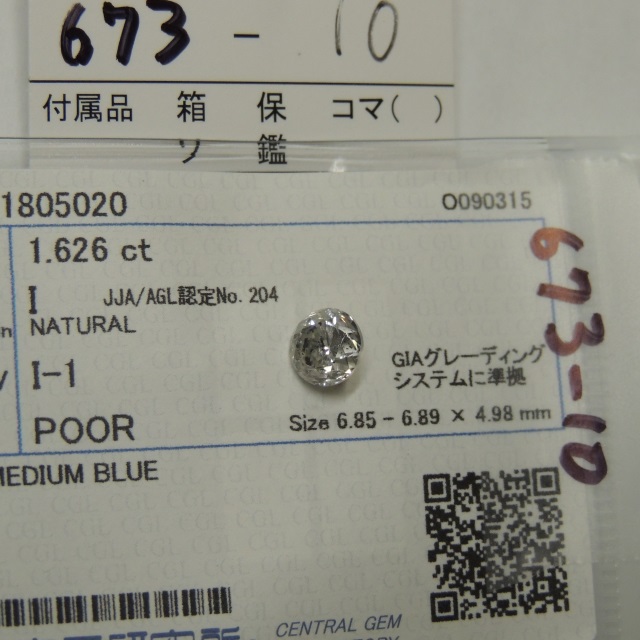 673 - 10
付属品 箱 保 コマ( )
ソ 鑑
1805020 O090315
1.626 ct
I JJA/AGL認定No. 204
NATURAL
I-1 GIAグレーディング
システムに準拠
POOR Size 6.85 - 6.89 × 4.98 mm
MEDIUM BLUE
673-10
CENTRAL GEM